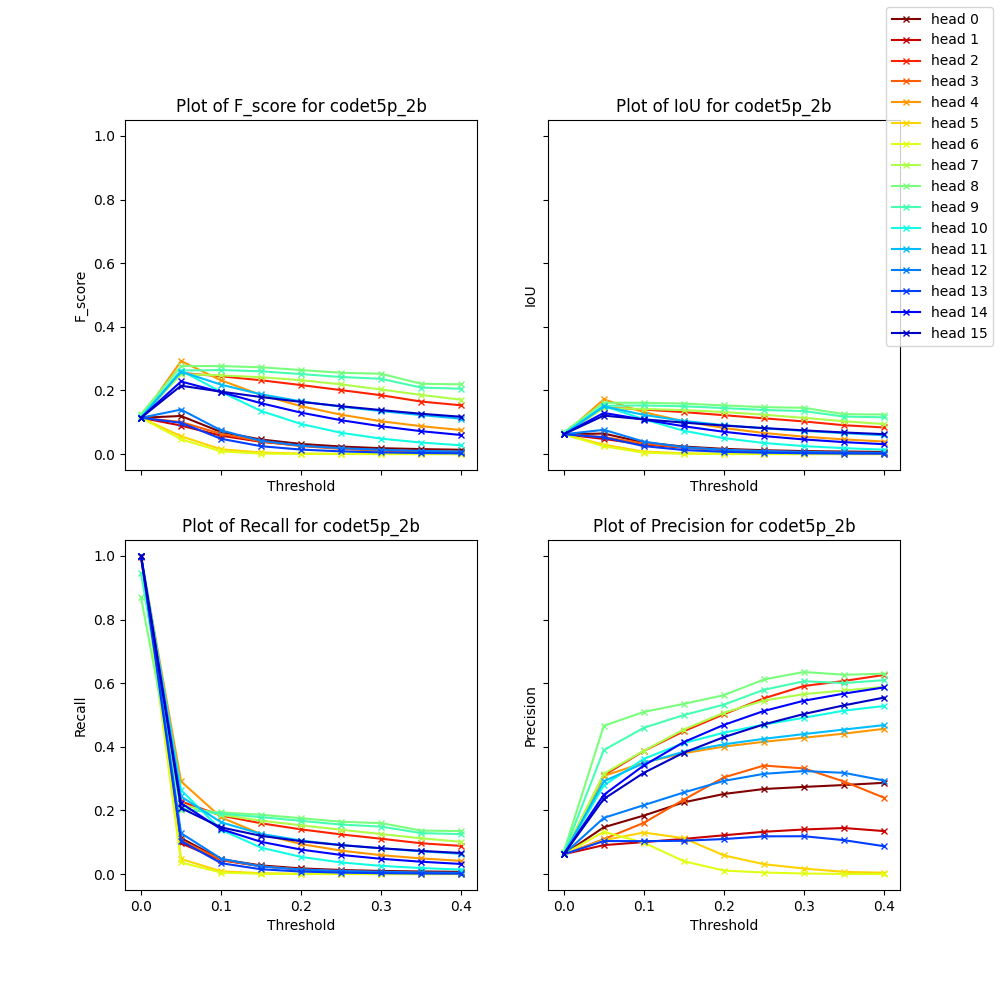 head 0
head 1
head 2
head 3
head 4
head 5
head 6
head 7
head 8
head 9
head 10
head 11
head 12
head 13
head 14
head 15
Plot of F_score for codet5p_2b
1.0
0.8
0.6
0.4
0.2
0.0
F_score
Threshold
Plot of IoU for codet5p_2b
IoU
Threshold
Plot of Recall for codet5p_2b
1.0
0.8
0.6
0.4
0.2
0.0
Recall
0.0 0.1 0.2 0.3 0.4
Threshold
Plot of Precision for codet5p_2b
Precision
0.0 0.1 0.2 0.3 0.4
Threshold